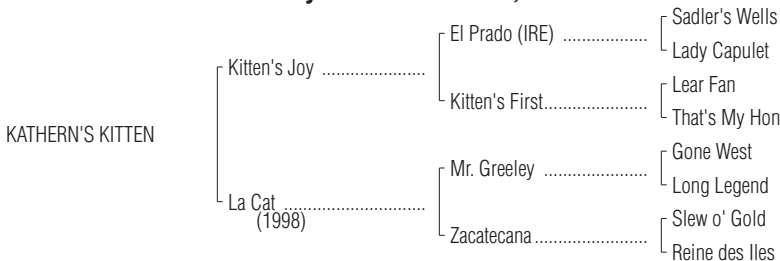 Sadler's Wells
El Prado (IRE) ..................
Lady Capulet
Kitten's Joy ......................
Lear Fan
Kitten's First......................
That's My Hon
KATHERN'S KITTEN
Gone West
Mr. Greeley ......................
Long Legend
La Cat ..............................
(1998)
Slew o' Gold
Zacatecana........................
Reine des Iles